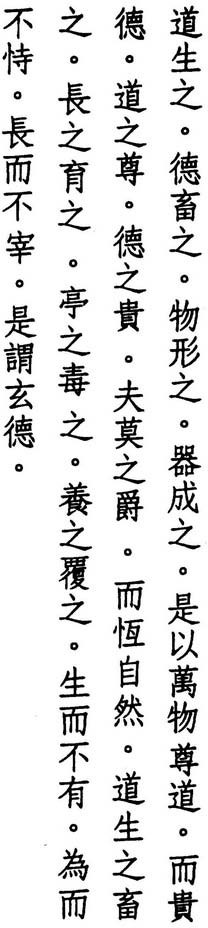 道生之。德畜之。物形之。器成之。是以萬物尊道。而貴
德。道之尊。德之貴。夫莫之爵。而恆自然。道生之畜
之。長之育之。亭之毒之。養之覆之。生而不有。為而
不恃。長而不宰。是謂玄德。